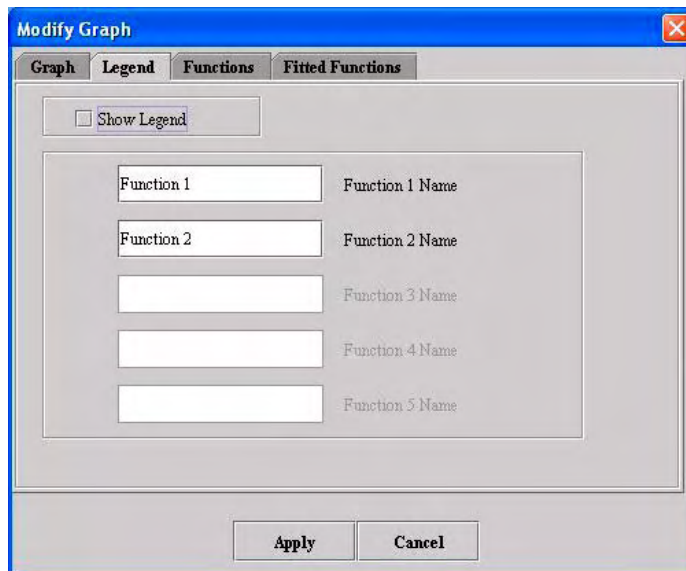 Modify Graph
Graph Legend Functions Fitted Functions
Show Legend
Function 1 Function 1 Name
Function 2 Function 2 Name
Function 3 Name
Function 4 Name
Function 5 Name
Apply Cancel